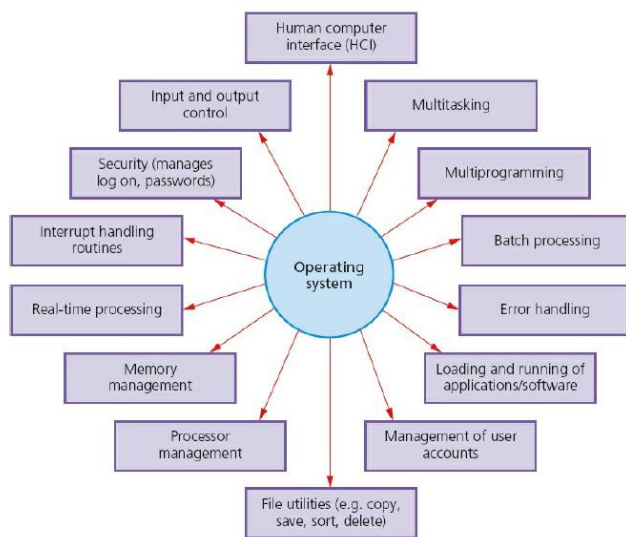 Human computer
interface (HCI)
Input and output
control
Multitasking
Security (manages
log on, passwords)
Multiprogramming
Interrupt handling
routines
Batch processing
Operating
system
Real-time processing
Error handling
Memory
management
Loading and running of
applications/software
Processor
management
Management of user
accounts
File utilities (e.g. copy,
save, sort, delete)